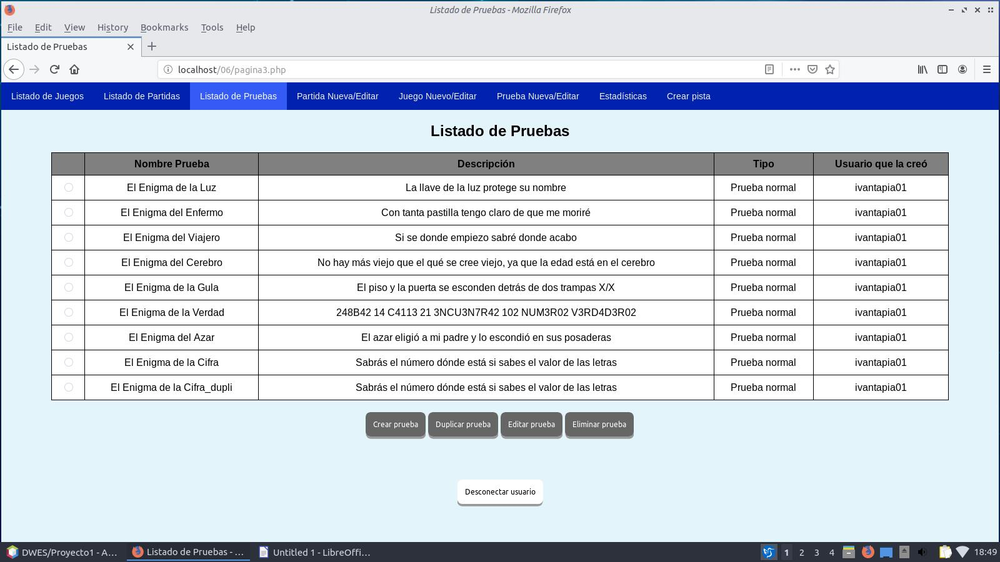 Listado de Pruebas - Mozilla Firefox
File Edit View History Bookmarks Tools Help
Listado de Pruebas
localhost/06/pagina3.php
Listado de Juegos Listado de Partidas Listado de Pruebas Partida Nueva/Editar Juego Nuevo/Editar Prueba Nueva/Editar Estadísticas Crear pista
Listado de Pruebas
Nombre Prueba Descripción Tipo Usuario que la creó
El Enigma de la Luz La llave de la luz protege su nombre Prueba normal ivantapia01
El Enigma del Enfermo Con tanta pastilla tengo claro de que me moriré Prueba normal ivantapia01
El Enigma del Viajero Si se donde empiezo sabré donde acabo Prueba normal ivantapia01
El Enigma del Cerebro No hay más viejo que el qué se cree viejo, ya que la edad está en el cerebro Prueba normal ivantapia01
El Enigma de la Gula El piso y la puerta se esconden detrás de dos trampas X/X Prueba normal ivantapia01
El Enigma de la Verdad 248B42 14 C4113 21 3NCU3N7R42 102 NUM3R02 V3RD4D3R02 Prueba normal ivantapia01
El Enigma del Azar El azar eligió a mi padre y lo escondió en sus posaderas Prueba normal ivantapia01
El Enigma de la Cifra Sabrás el número dónde está si sabes el valor de las letras Prueba normal ivantapia01
El Enigma de la Cifra_dupli Sabrás el número dónde está si sabes el valor de las letras Prueba normal ivantapia01
Crear prueba Duplicar prueba Editar prueba Eliminar prueba
Desconectar usuario
DWES/Proyecto1 - A... Listado de Pruebas - ... Untitled 1 - LibreOffi... 1 2 3 4 18:49